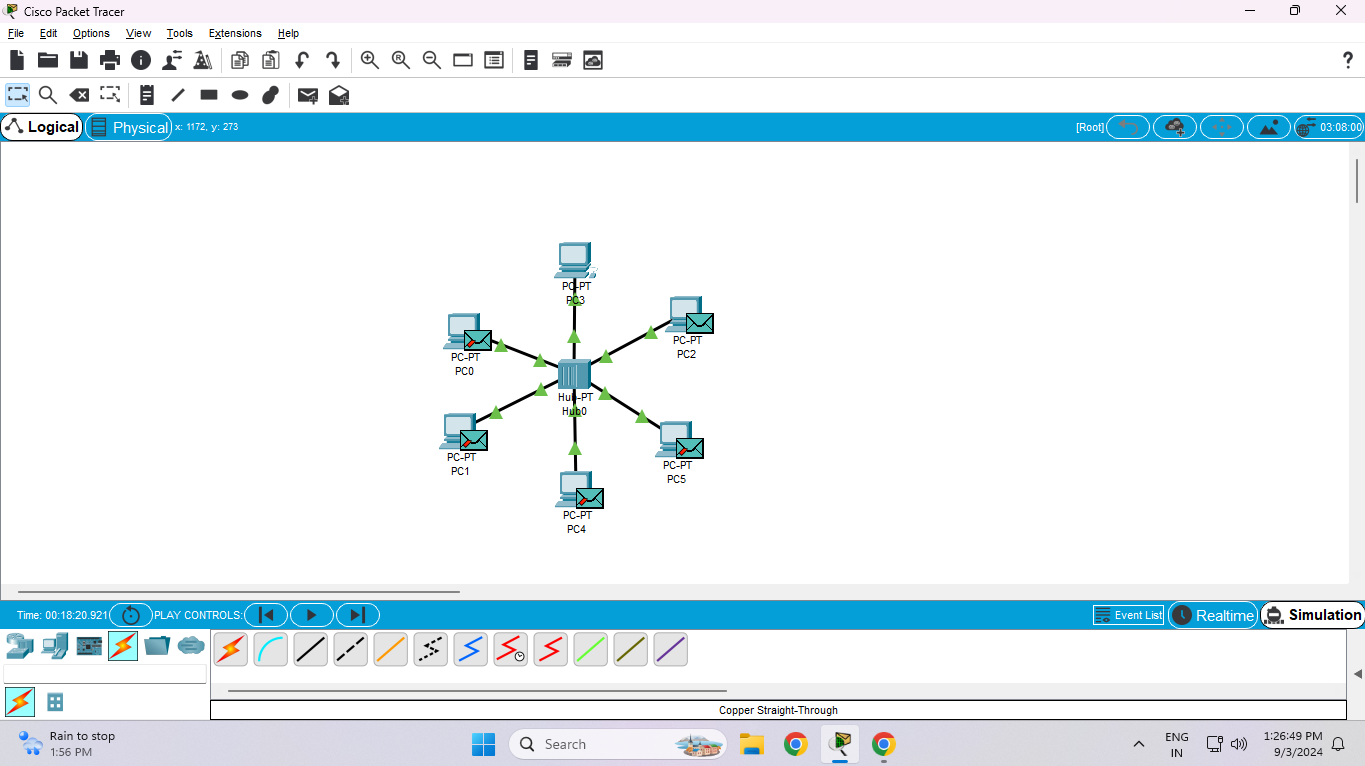 Cisco Packet Tracer
File Edit Options View Tools Extensions Help
Logical Physical x: 1172, y: 273 [Root] 03:08:00
PC-PT
PC3
PC-PT
PC2
PC-PT
PC0
Hub-PT
Hub0
PC-PT
PC1
PC-PT
PC5
PC-PT
PC4
Time: 00:18:20.921 PLAY CONTROLS: Event List Realtime Simulation
Copper Straight-Through
Rain to stop
1:56 PM
Search
ENG
IN
1:26:49 PM
9/3/2024